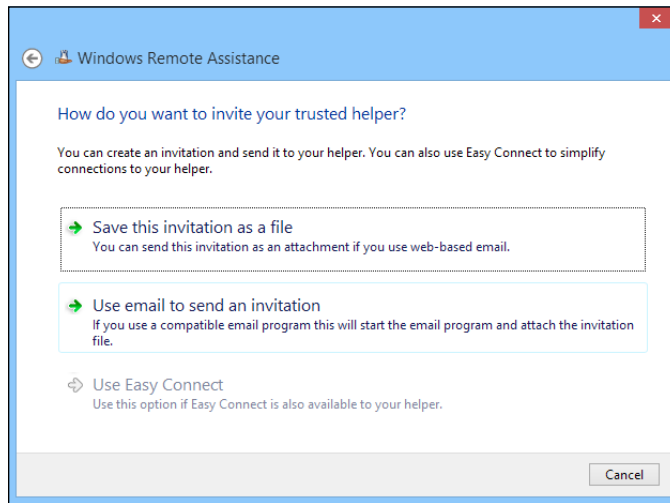 Windows Remote Assistance
How do you want to invite your trusted helper?
You can create an invitation and send it to your helper. You can also use Easy Connect to simplify
connections to your helper.
Save this invitation as a file
You can send this invitation as an attachment if you use web-based email.
Use email to send an invitation
If you use a compatible email program this will start the email program and attach the invitation
file.
Use Easy Connect
Use this option if Easy Connect is also available to your helper.
Cancel